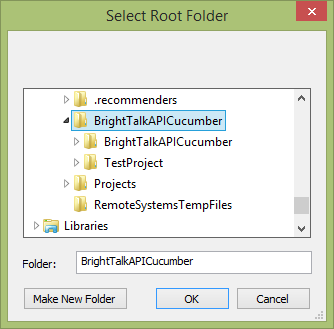 Select Root Folder
.recommenders
BrightTalkAPICucumber
BrightTalkAPICucumber
TestProject
Projects
RemoteSystemsTempFiles
Libraries
Folder: BrightTalkAPICucumber
Make New Folder OK Cancel